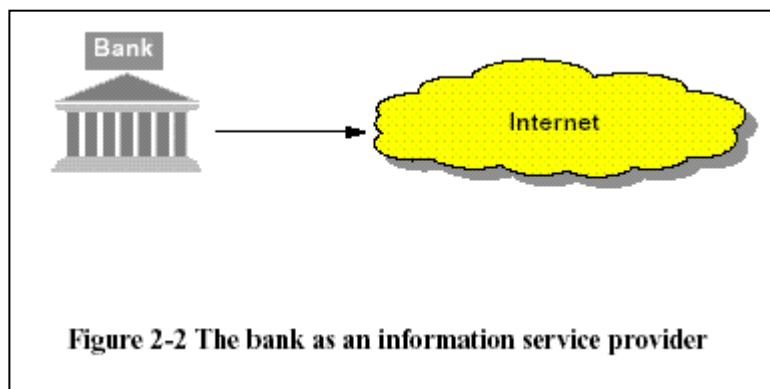 Bank
Internet
Figure 2-2 The bank as an information service provider